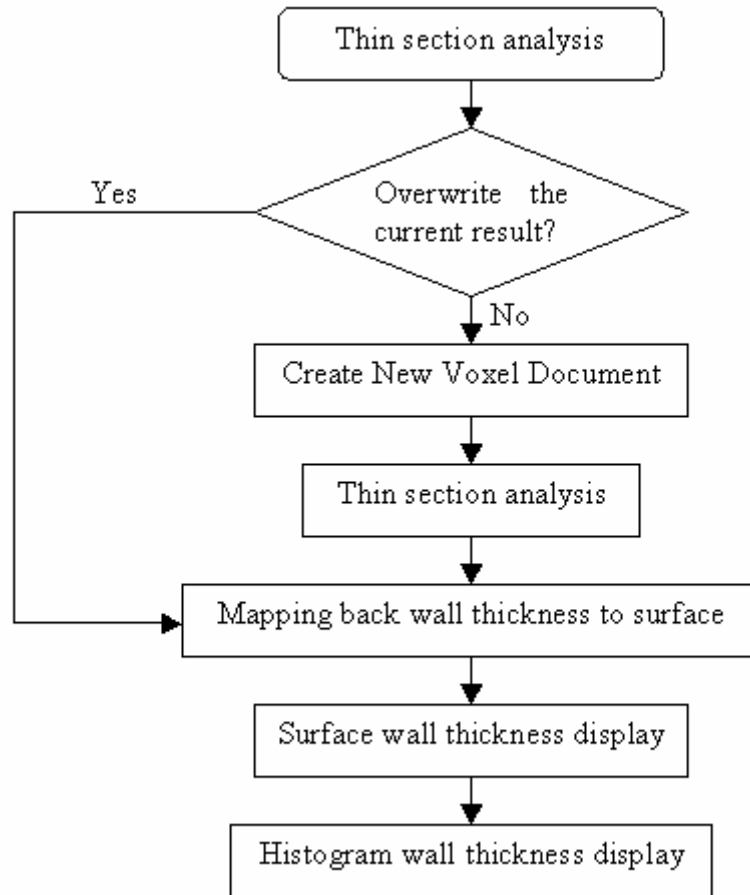 Thin section analysis
Yes
Overwrite the
current result?
No
Create New Voxel Document
Thin section analysis
Mapping back wall thickness to surface
Surface wall thickness display
Histogram wall thickness display